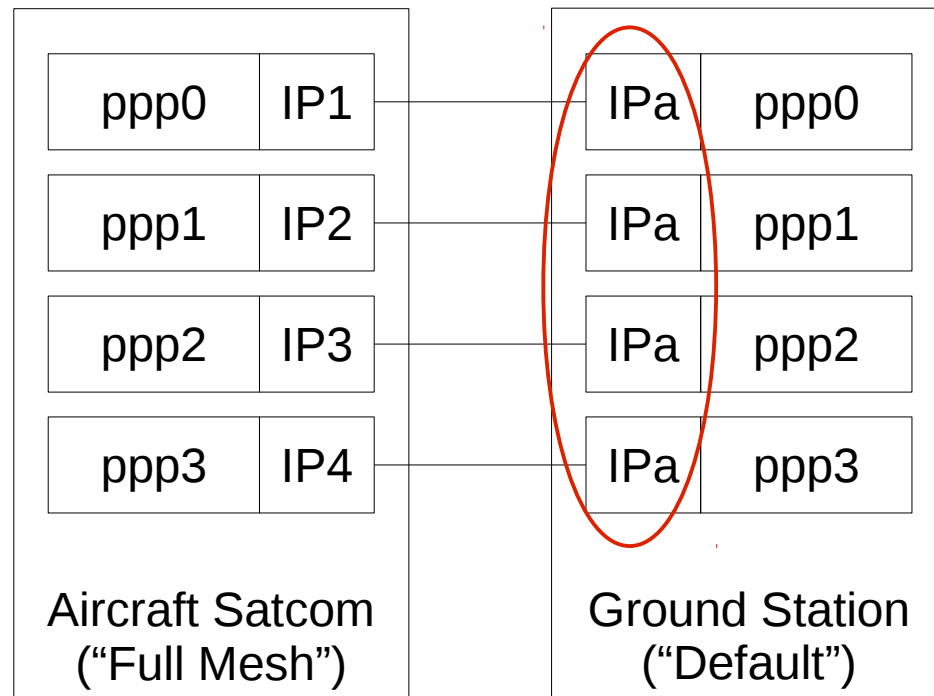 ppp0 IP1 IPa ppp0
ppp1 IP2 IPa ppp1
ppp2 IP3 IPa ppp2
ppp3 IP4 IPa ppp3
Aircraft Satcom
(“Full Mesh”)
Ground Station
(“Default”)